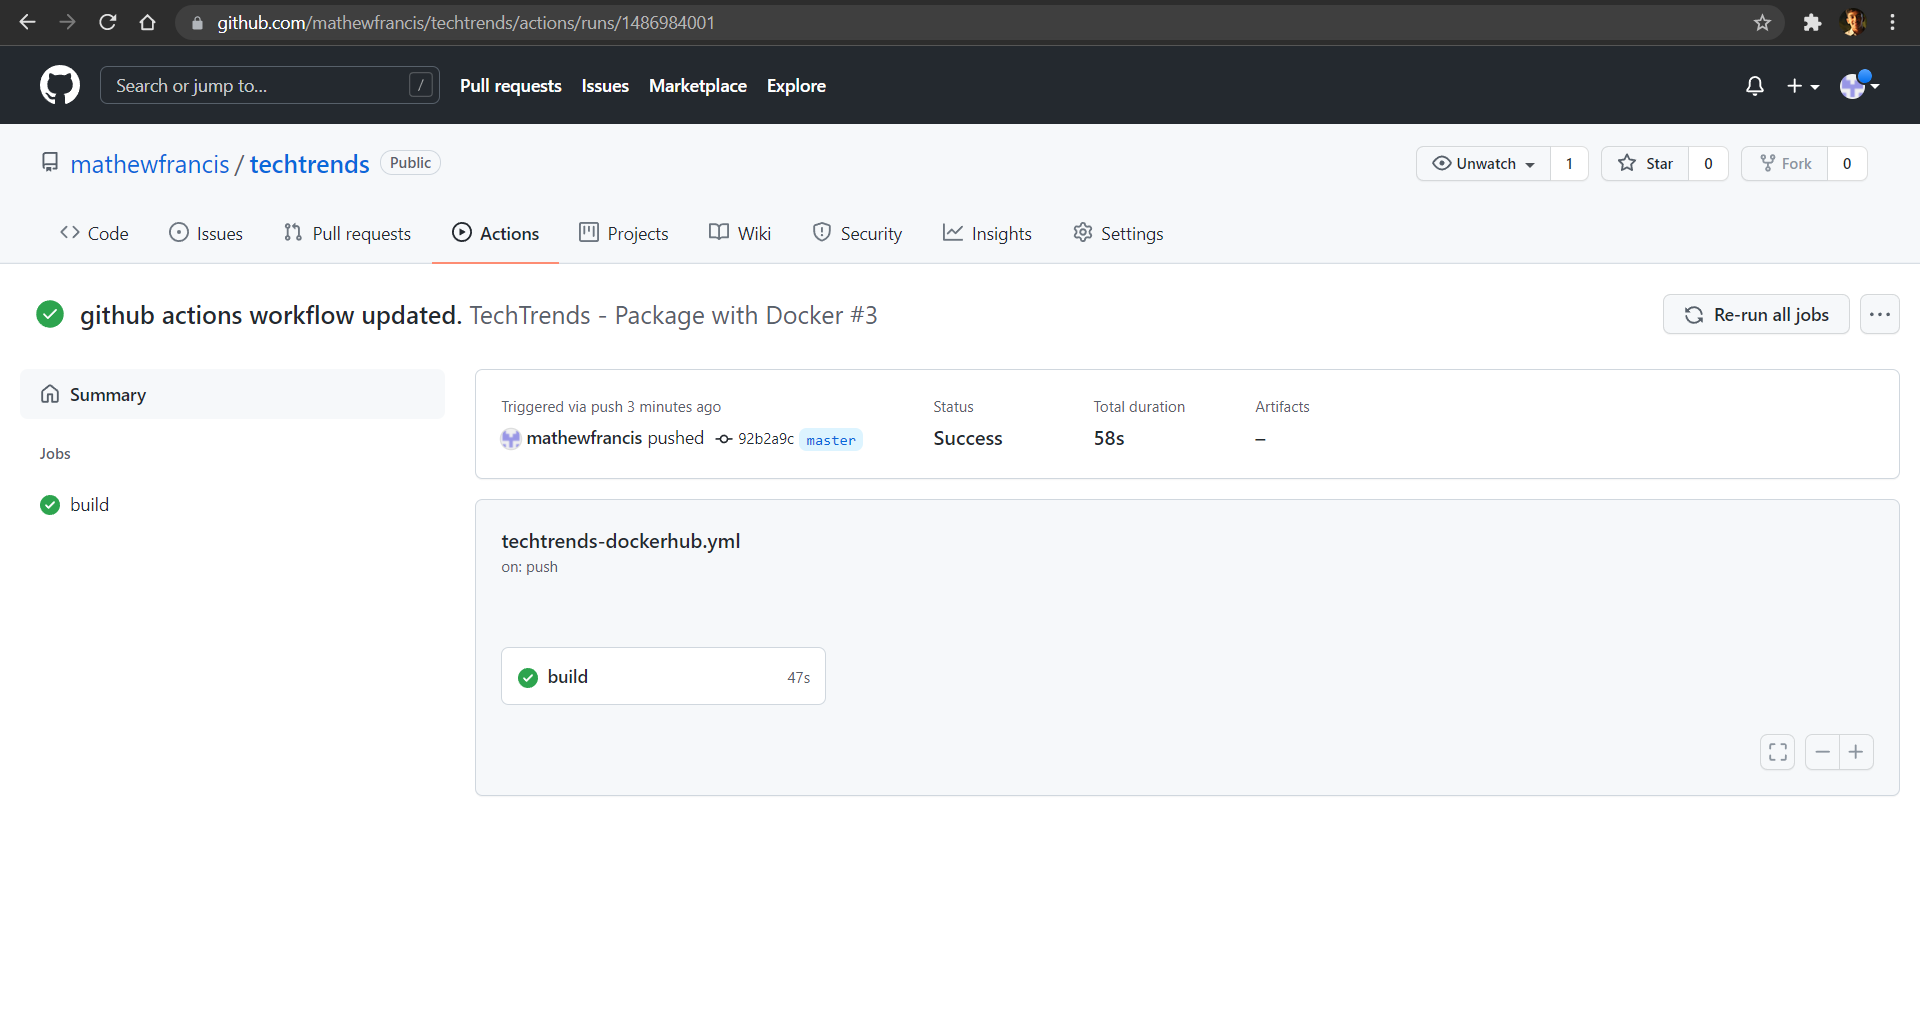 github.com/mathewfrancis/techtrends/actions/runs/1486984001
Search or jump to... / Pull requests Issues Marketplace Explore
mathewfrancis / techtrends Public Unwatch 1 Star 0 Fork 0
Code Issues Pull requests Actions Projects Wiki Security Insights Settings
github actions workflow updated. TechTrends - Package with Docker #3 Re-run all jobs
Summary
Jobs
build
Triggered via push 3 minutes ago Status Total duration Artifacts
mathewfrancis pushed 92b2a9c master Success 58s –
techtrends-dockerhub.yml
on: push
build 47s